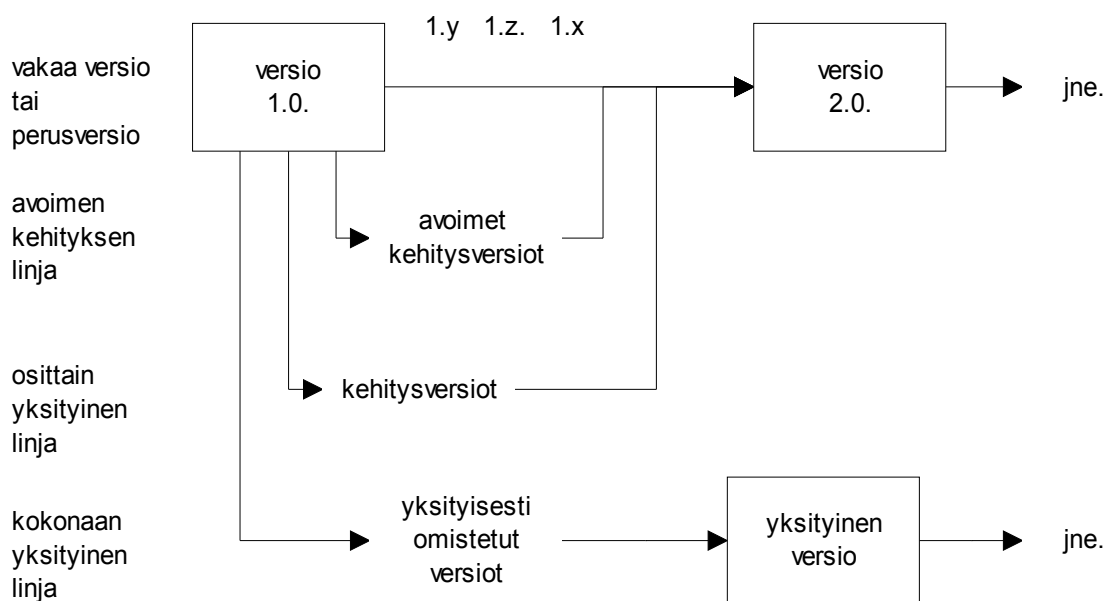 1.y 1.z. 1.x
vakaa versio
tai
perusversio
versio
1.0.
versio
2.0.
jne.
avoimen
kehityksen
linja
avoimet
kehitysversiot
osittain
yksityinen
linja
kehitysversiot
kokonaan
yksityinen
linja
yksityisesti
omistetut
versiot
yksityinen
versio
jne.